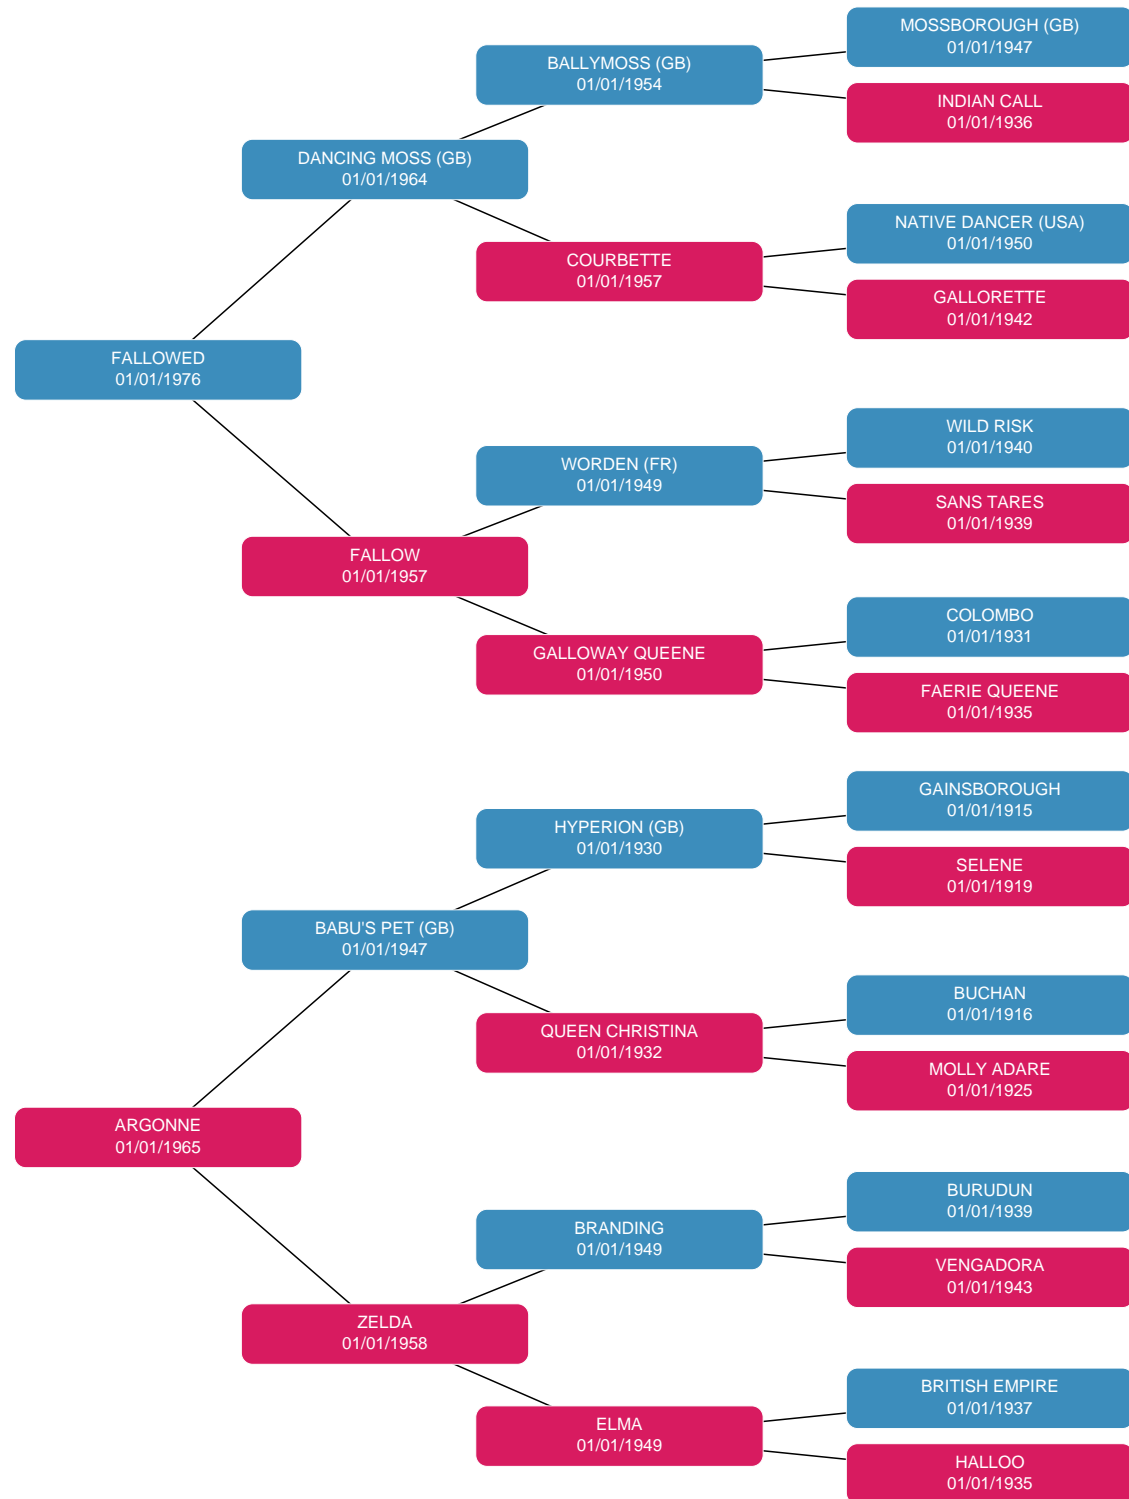 MOSSBOROUGH (GB)
01/01/1947
BALLYMOSS (GB)
01/01/1954
INDIAN CALL
01/01/1936
DANCING MOSS (GB)
01/01/1964
NATIVE DANCER (USA)
01/01/1950
COURBETTE
01/01/1957
GALLORETTE
01/01/1942
FALLOWED
01/01/1976
WILD RISK
01/01/1940
WORDEN (FR)
01/01/1949
SANS TARES
01/01/1939
FALLOW
01/01/1957
COLOMBO
01/01/1931
GALLOWAY QUEENE
01/01/1950
FAERIE QUEENE
01/01/1935
GAINSBOROUGH
01/01/1915
HYPERION (GB)
01/01/1930
SELENE
01/01/1919
BABU'S PET (GB)
01/01/1947
BUCHAN
01/01/1916
QUEEN CHRISTINA
01/01/1932
MOLLY ADARE
01/01/1925
ARGONNE
01/01/1965
BURUDUN
01/01/1939
BRANDING
01/01/1949
VENGADORA
01/01/1943
ZELDA
01/01/1958
BRITISH EMPIRE
01/01/1937
ELMA
01/01/1949
HALLOO
01/01/1935